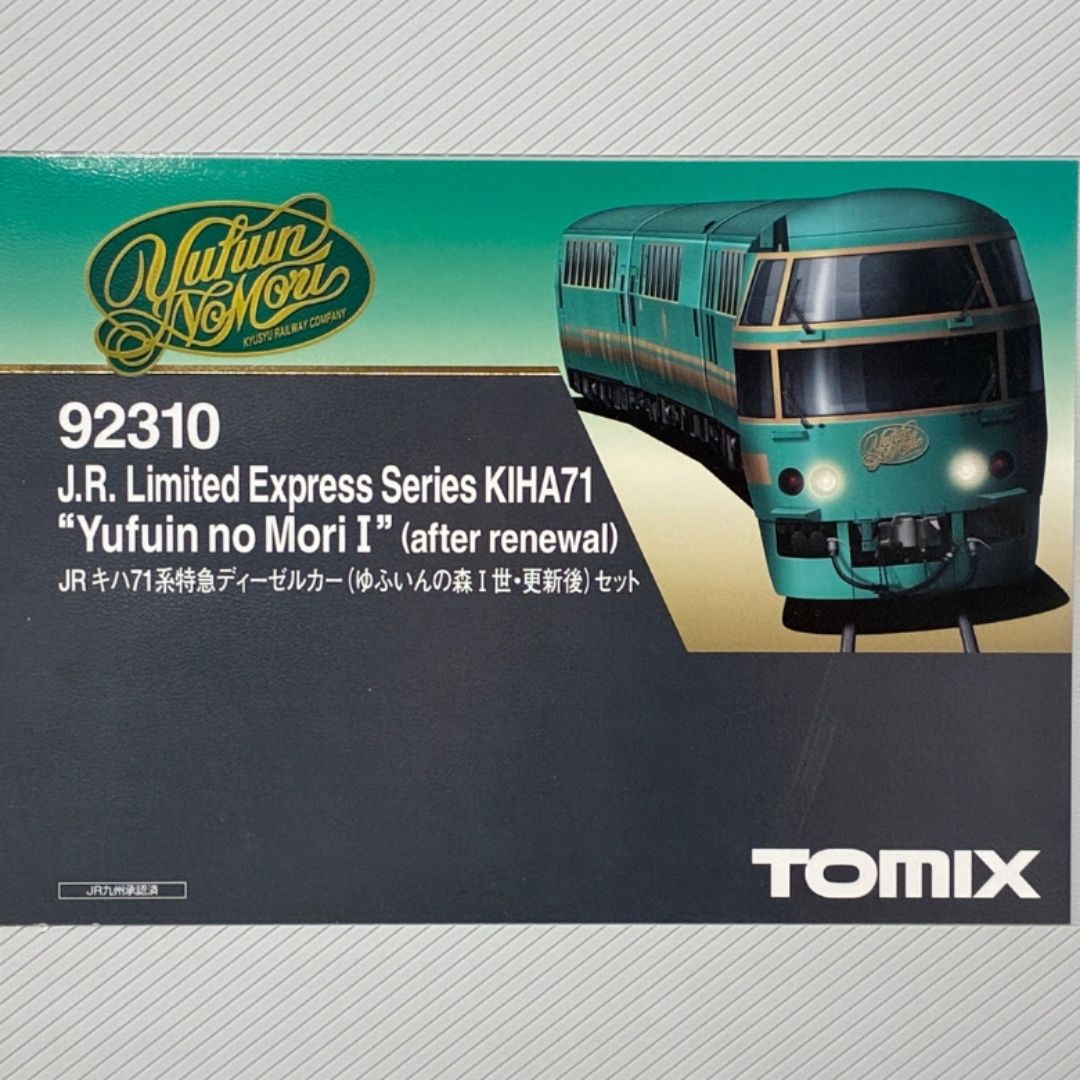 Yufuin
NoMori
KYUSYU RAILWAY COMPANY
92310
J.R. Limited Express Series KIHA71
“Yufuin no Mori I” (after renewal)
JR キハ71系特急ディーゼルカー(ゆふいんの森Ⅰ世・更新後)セット
JR九州承認済
TOMIX